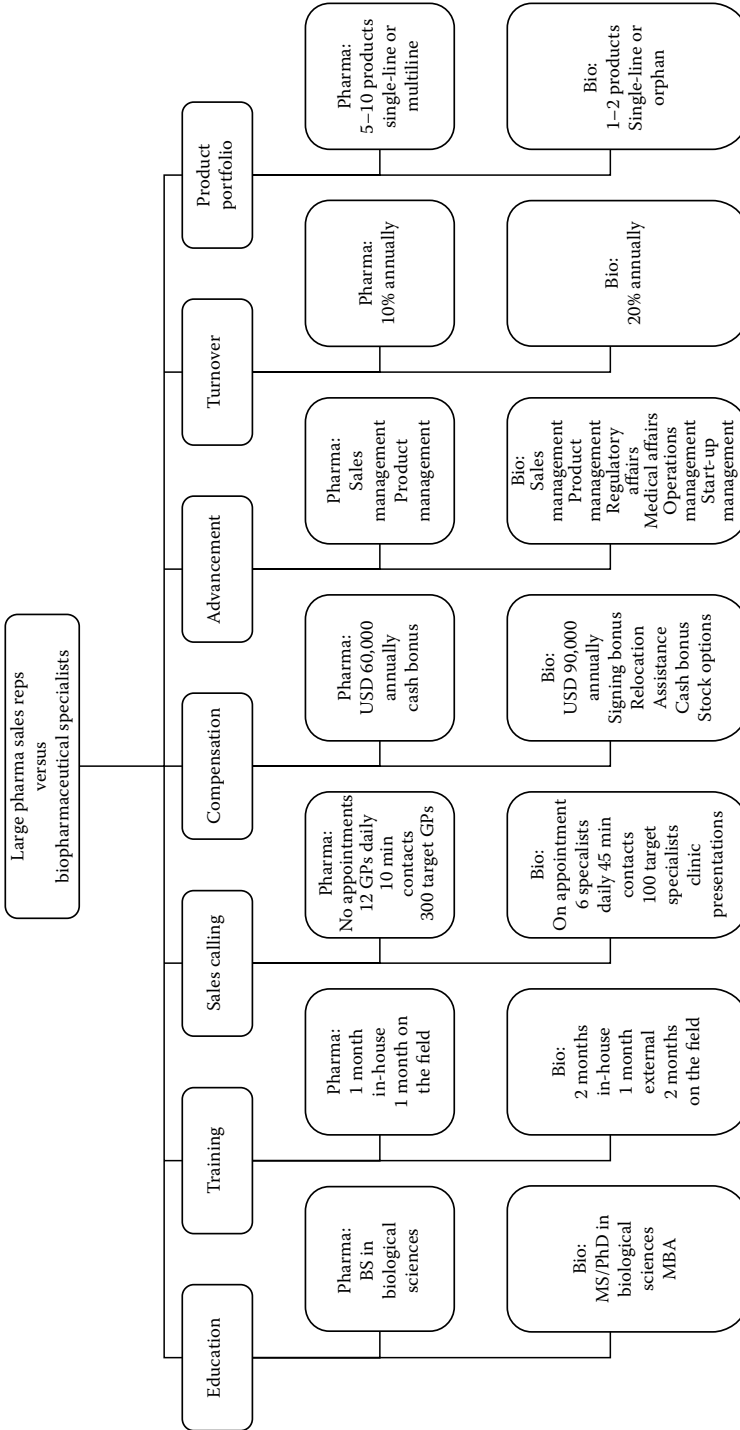 Large pharma sales reps
versus
biopharmaceutical specialists
Education
Pharma:
BS in
biological
sciences
Bio:
MS/PhD in
biological
sciences
MBA
Training
Pharma:
1 month
in-house
1 month on
the field
Bio:
2 months
in-house
1 month
external
2 months
on the field
Sales calling
Pharma:
No appointments
12 GPs daily
10 min
contacts
300 target GPs
Bio:
On appointment
6 specalists
daily 45 min
contacts
100 target
specialists
clinic
presentations
Compensation
Pharma:
USD 60,000
annually
cash bonus
Bio:
USD 90,000
annually
Signing bonus
Relocation
Assistance
Cash bonus
Stock options
Advancement
Pharma:
Sales
management
Product
management
Bio:
Sales
management
Product
management
Regulatory
affairs
Medical affairs
Operations
management
Start-up
management
Turnover
Pharma:
10% annually
Bio:
20% annually
Product
portfolio
Pharma:
5–10 products
single-line or
multiline
Bio:
1–2 products
Single-line or
orphan